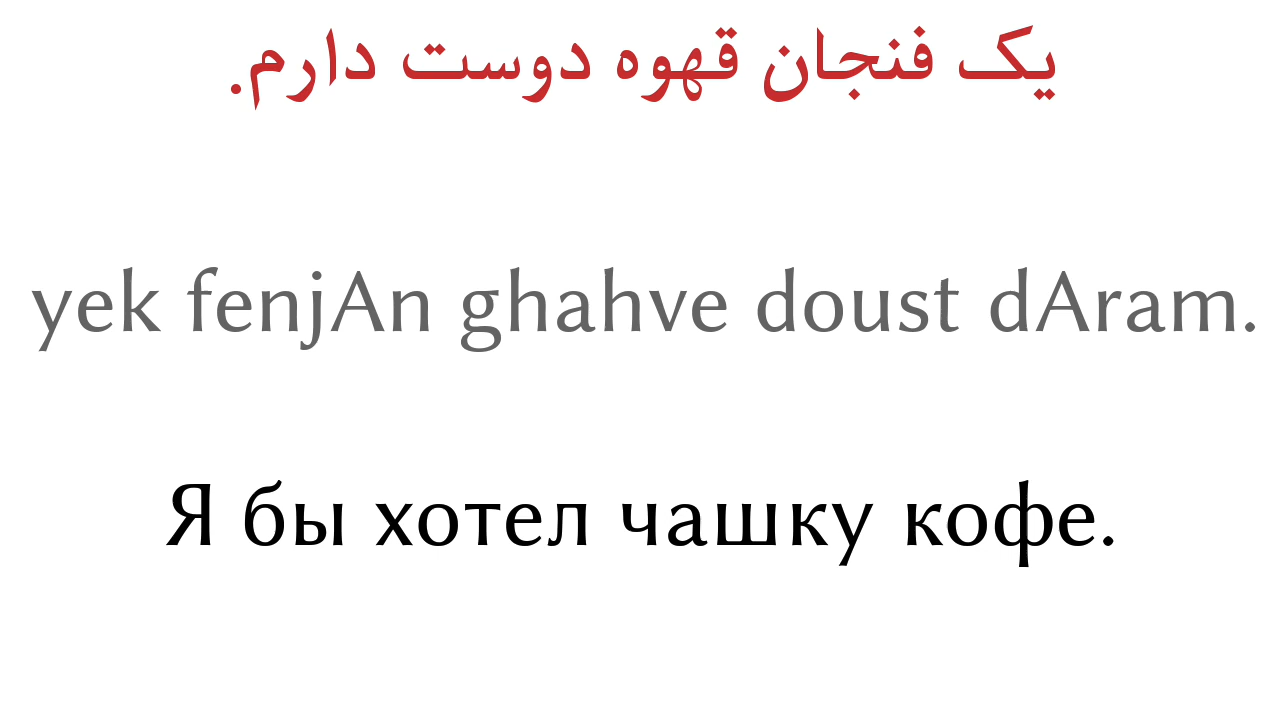 یک فنجان قهوه دوست دارم.
yek fenjAn ghahve doust dAram.
Я бы хотел чашку кофе.